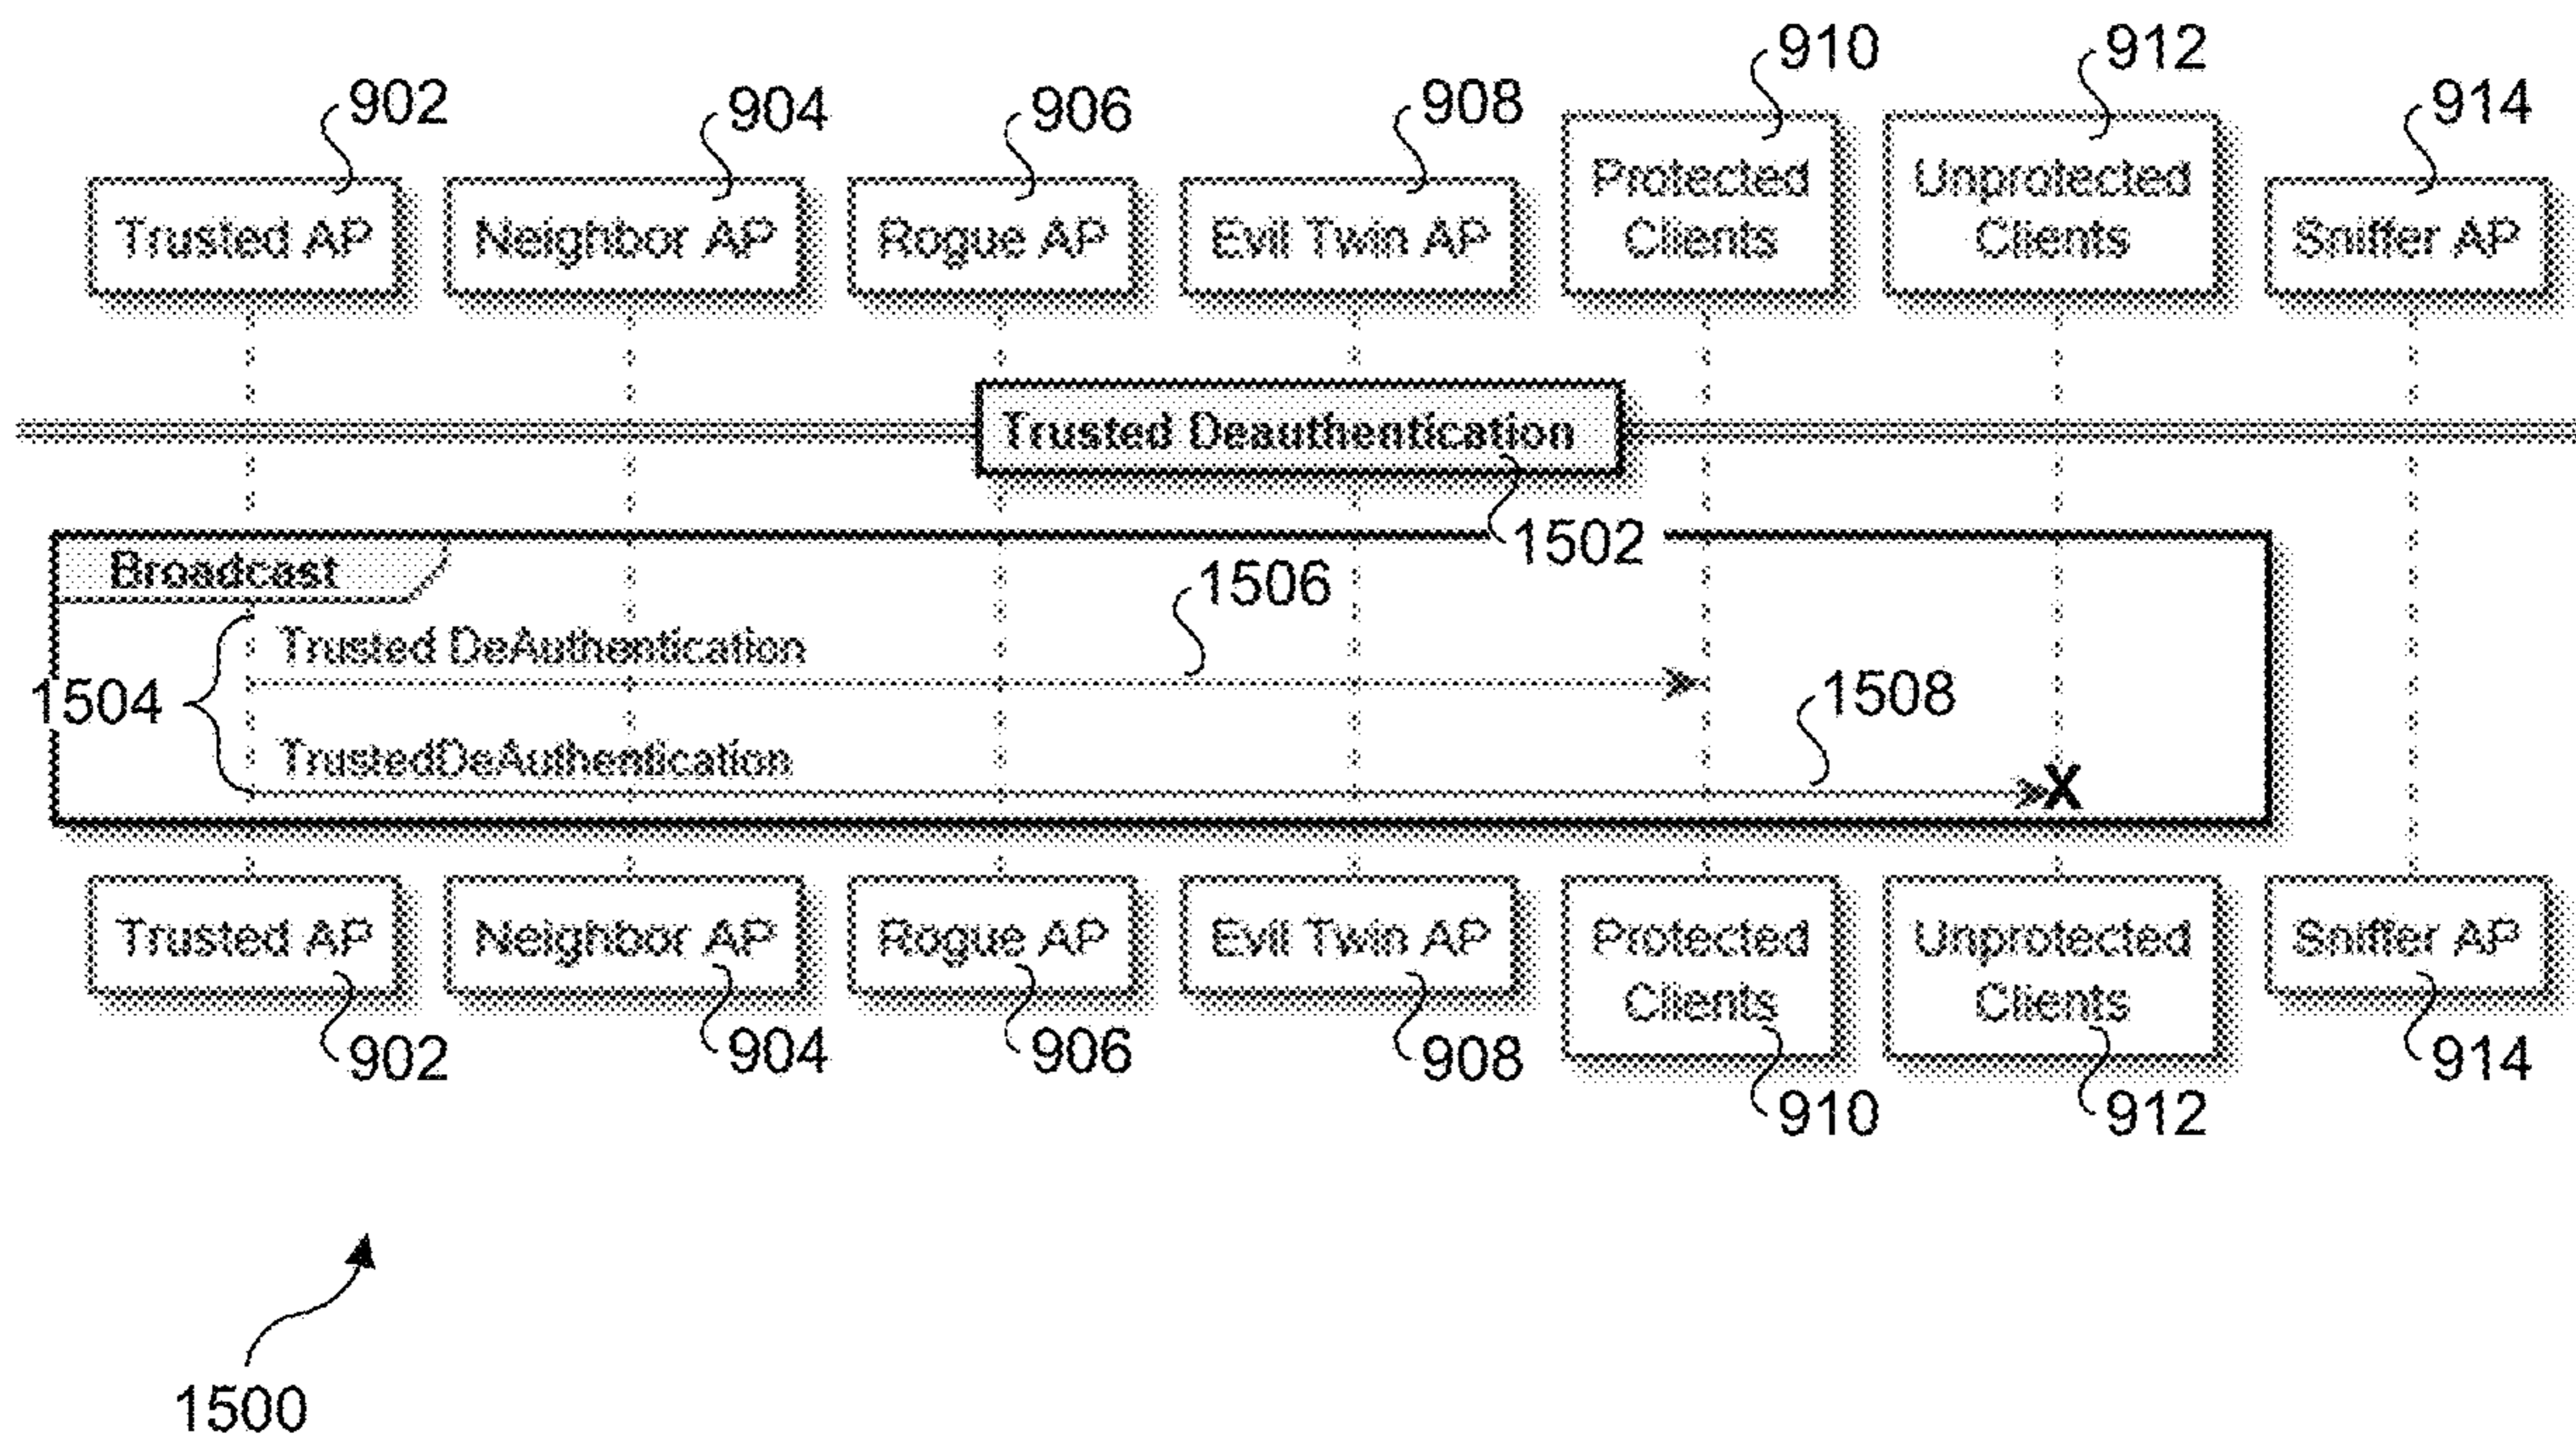 902
904
906
908
910
912
914
Trusted AP
Neighbor AP
Rogue AP
Evil Twin AP
Protected
Clients
Unprotected
Clients
Sniffer AP
Trusted Deauthentication
1502
Broadcast
1506
Trusted DeAuthentication
1504
1508
TrustedDeAuthentication
Trusted AP
Neighbor AP
Rogue AP
Evil Twin AP
Protected
Clients
Unprotected
Clients
Sniffer AP
902
904
906
908
910
912
914
1500